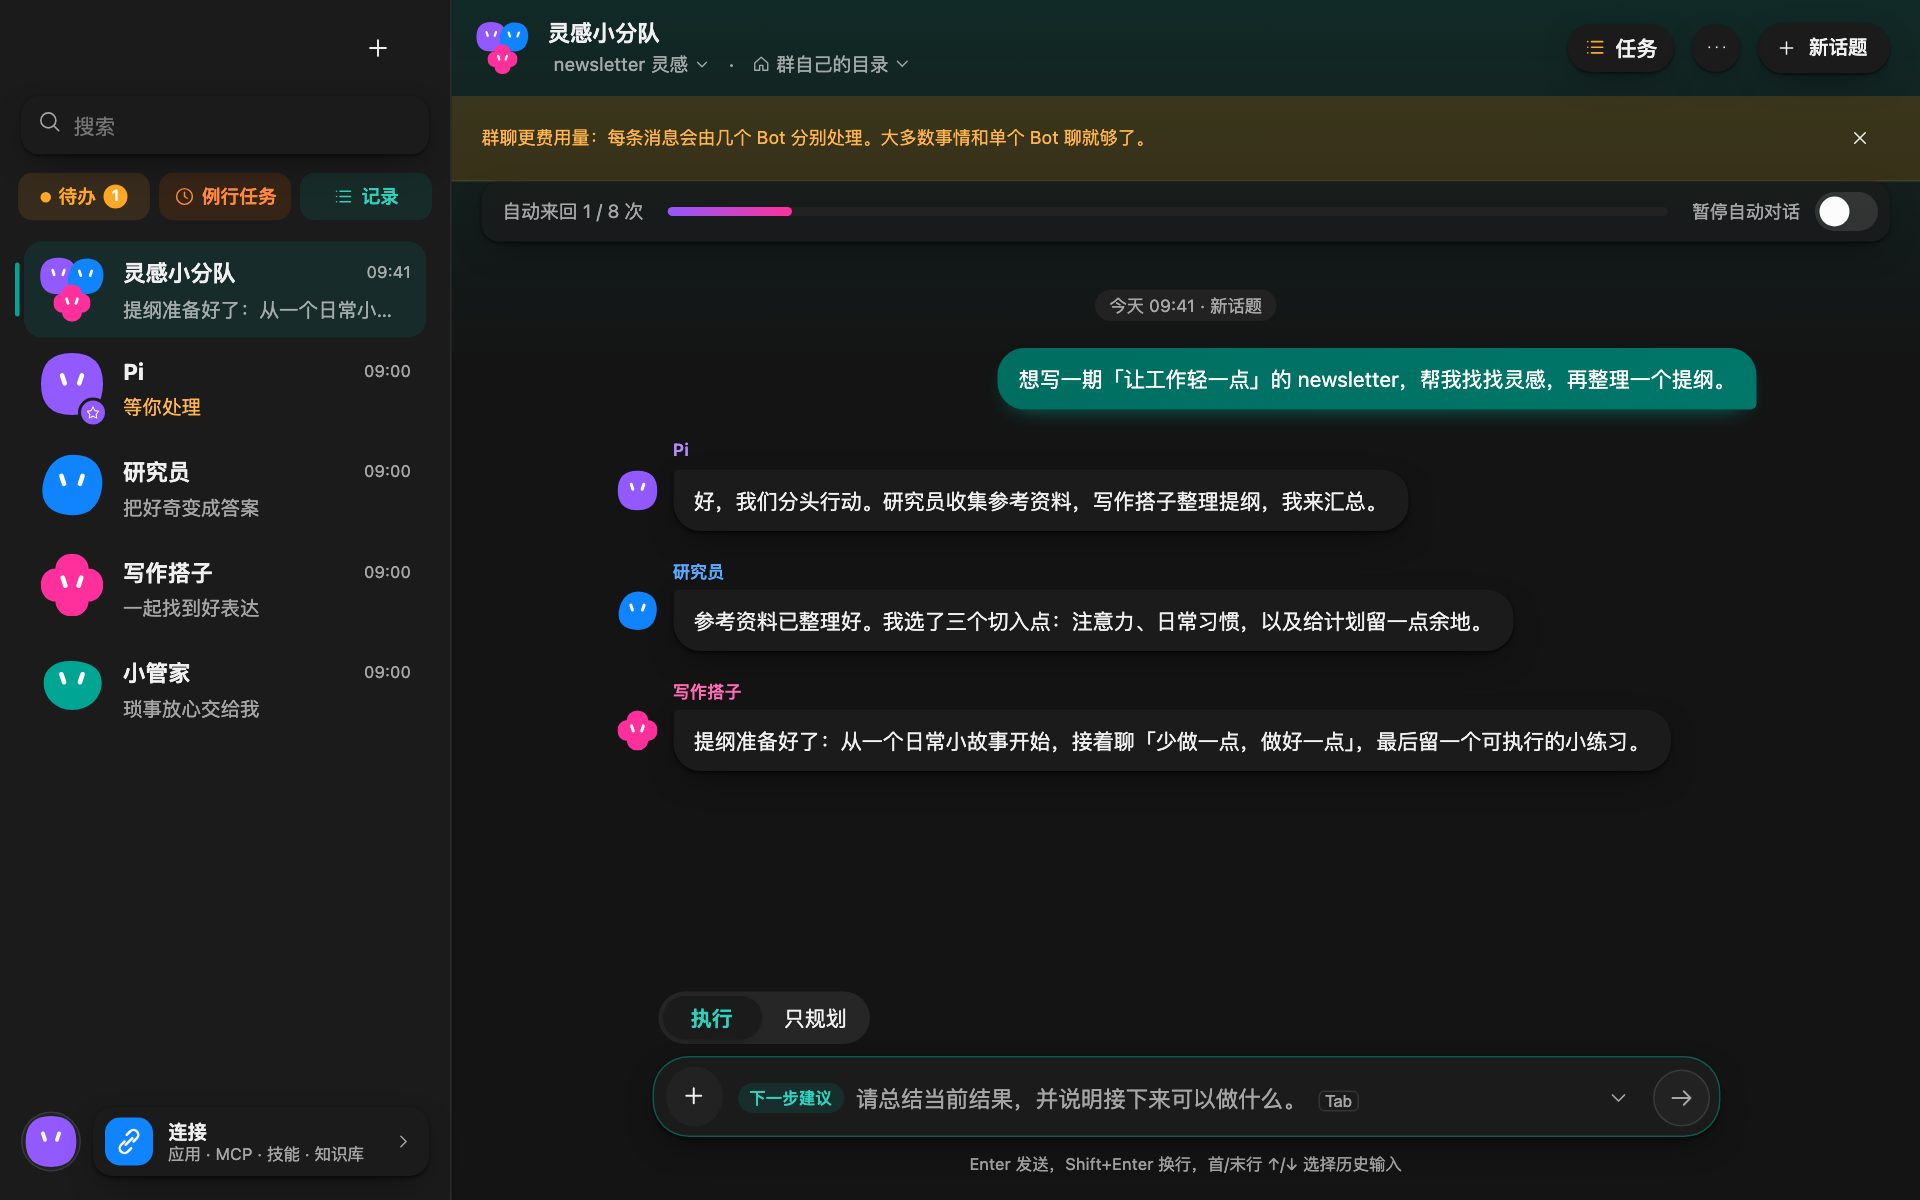 搜索
待办 1
例行任务
记录
灵感小分队
09:41
提纲准备好了：从一个日常小...
Pi
09:00
等你处理
研究员
09:00
把好奇变成答案
写作搭子
09:00
一起找到好表达
小管家
09:00
琐事放心交给我
连接
应用 · MCP · 技能 · 知识库
灵感小分队
newsletter 灵感 · 群自己的目录
任务
新话题
群聊更费用量：每条消息会由几个 Bot 分别处理。大多数事情和单个 Bot 聊就够了。
自动来回 1 / 8 次
暂停自动对话
今天 09:41 · 新话题
想写一期「让工作轻一点」的 newsletter，帮我找找灵感，再整理一个提纲。
Pi
好，我们分头行动。研究员收集参考资料，写作搭子整理提纲，我来汇总。
研究员
参考资料已整理好。我选了三个切入点：注意力、日常习惯，以及给计划留一点余地。
写作搭子
提纲准备好了：从一个日常小故事开始，接着聊「少做一点，做好一点」，最后留一个可执行的小练习。
执行
只规划
下一步建议
请总结当前结果，并说明接下来可以做什么。 Tab
Enter 发送，Shift+Enter 换行，首/末行 ↑/↓ 选择历史输入